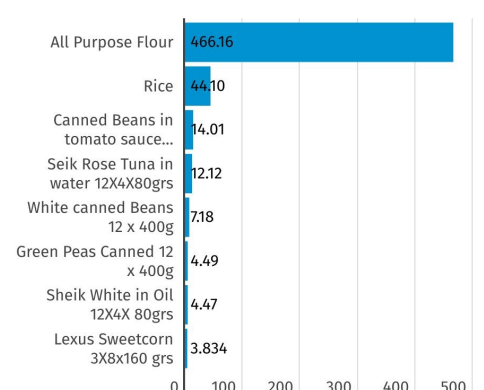 All Purpose Flour 466.16
Rice 44.10
Canned Beans in
tomato sauce... 14.01
Seik Rose Tuna in
water 12X4X80grs 12.12
White canned Beans
12 x 400g 7.18
Green Peas Canned 12
x 400g 4.49
Sheik White in Oil
12X4X 80grs 4.47
Lexus Sweetcorn
3X8x160 grs 3.834
0 100 200 300 400 500